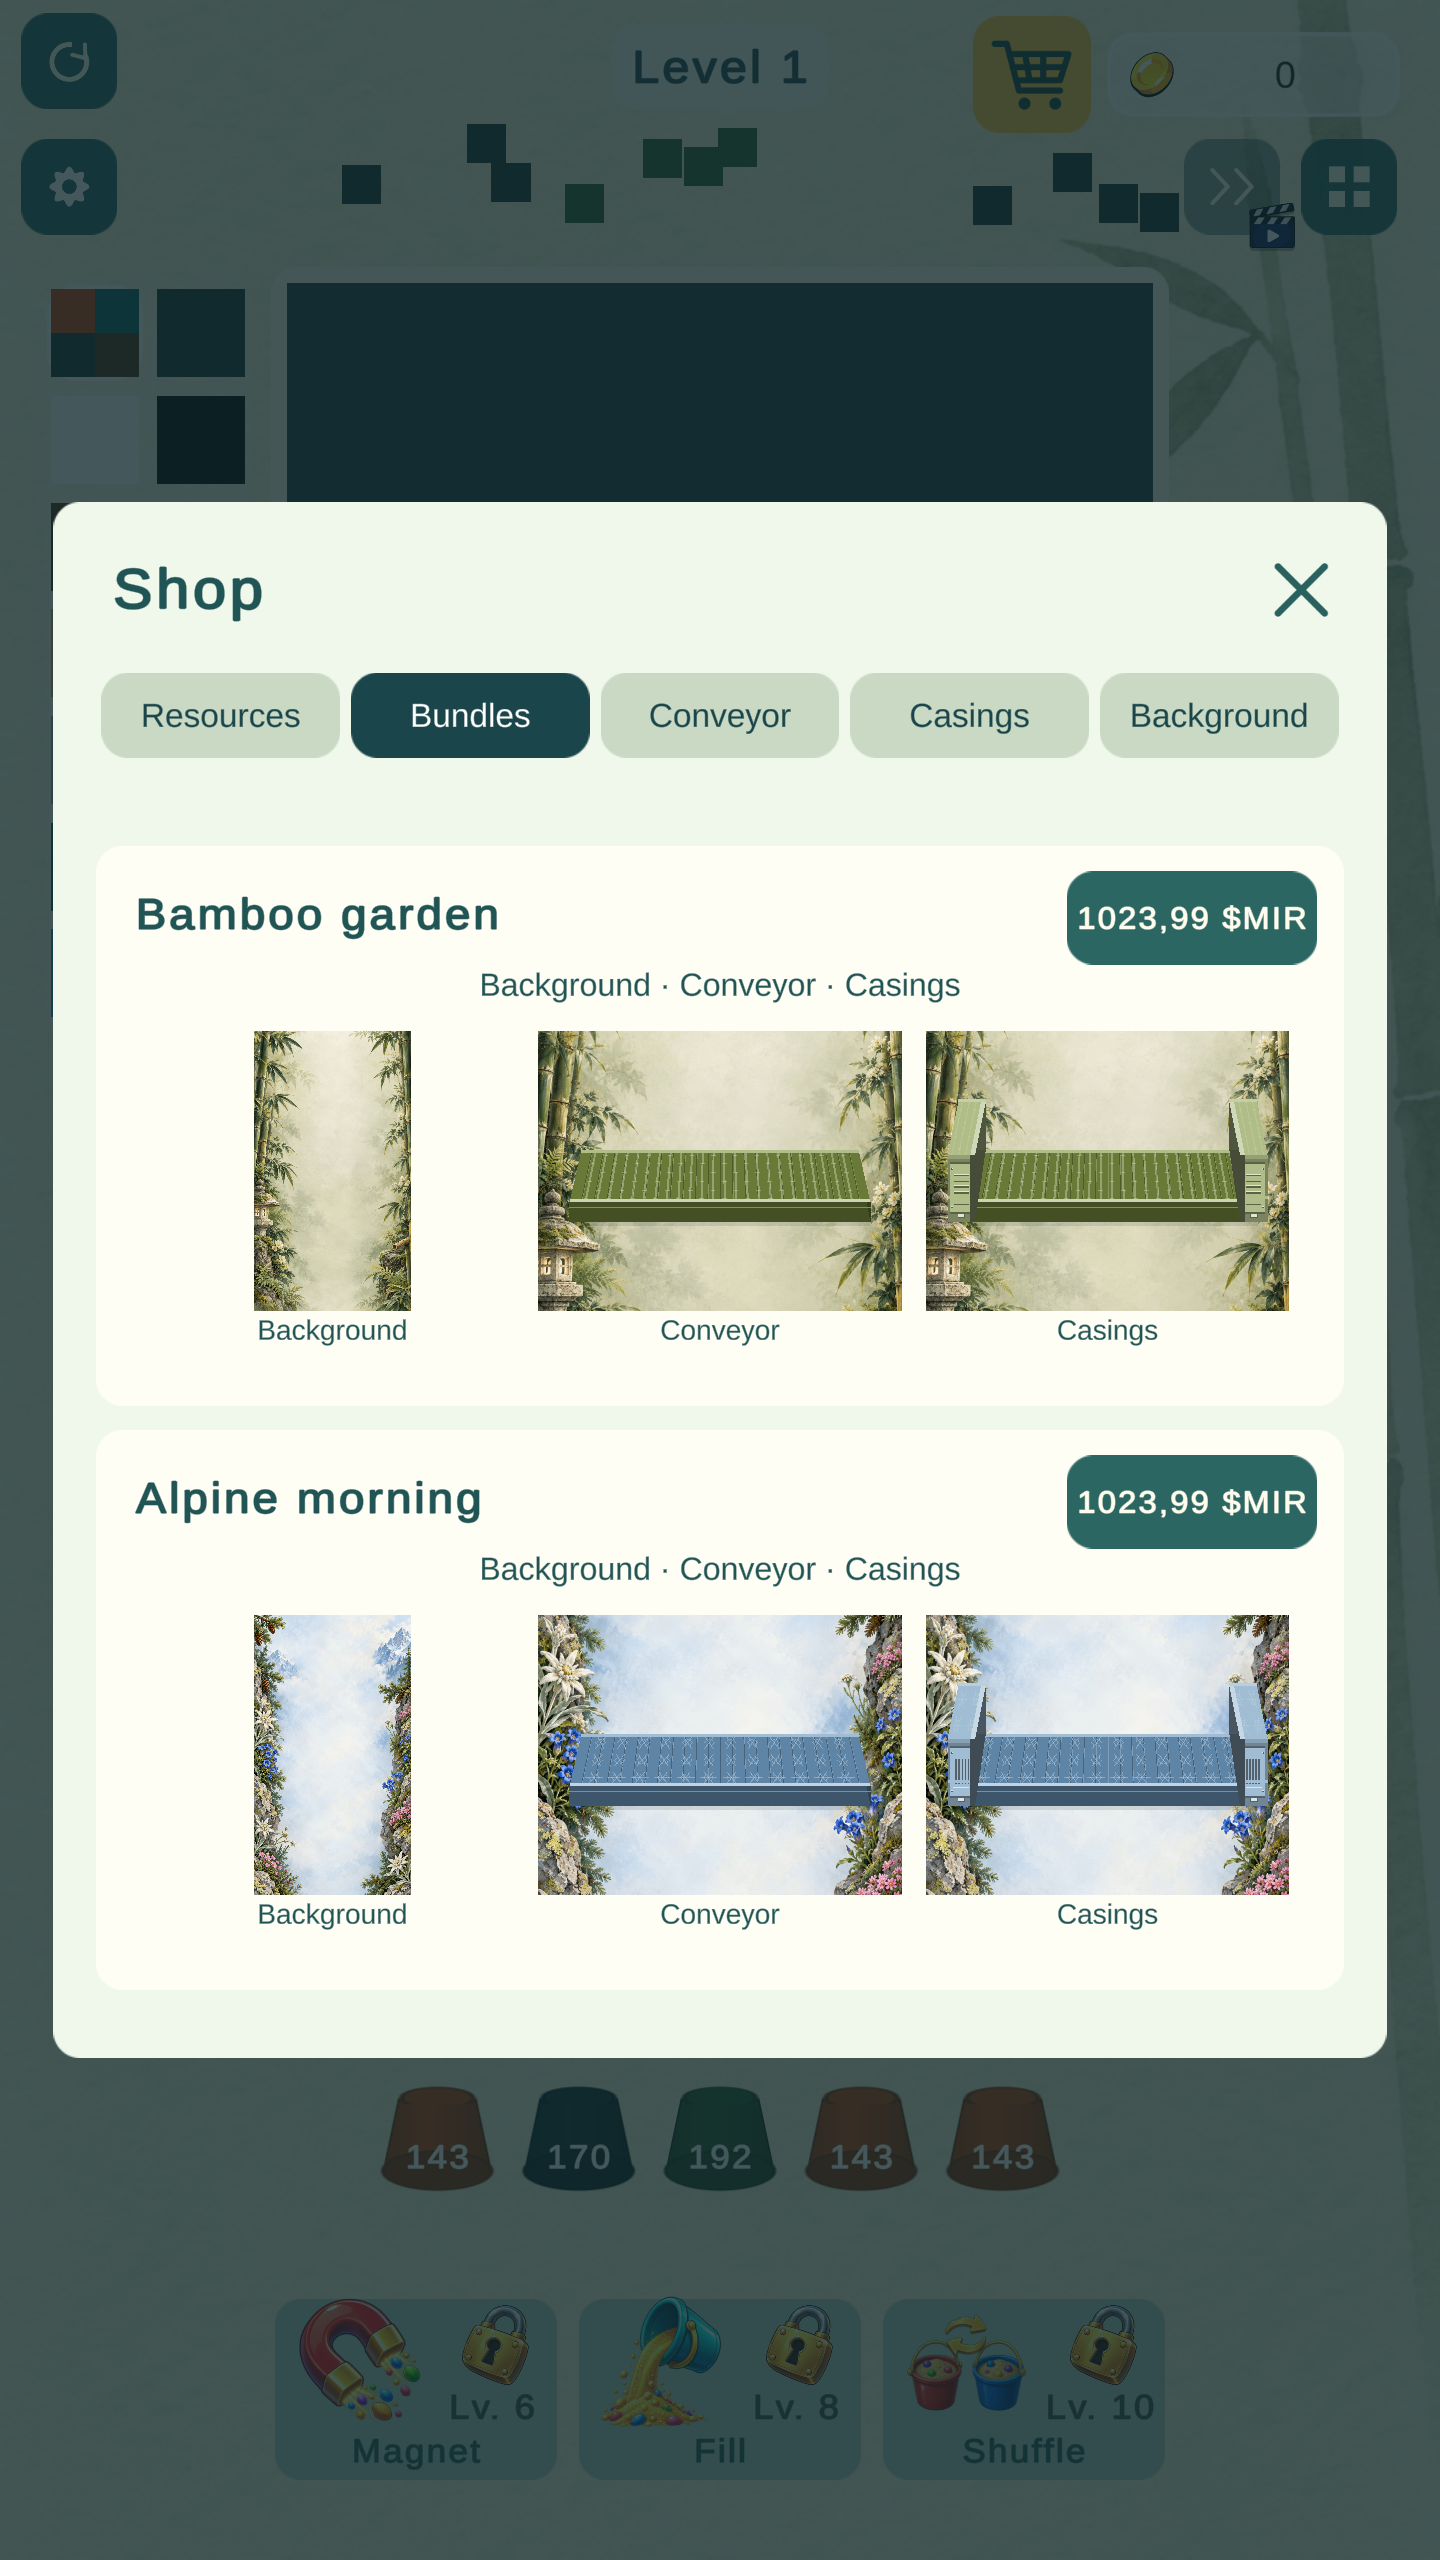 Level 1
0
Shop
Resources
Bundles
Conveyor
Casings
Background
Bamboo garden
1023,99 $MIR
Background · Conveyor · Casings
Background
Conveyor
Casings
Alpine morning
1023,99 $MIR
Background · Conveyor · Casings
Background
Conveyor
Casings
143
170
192
143
143
Lv. 6
Magnet
Lv. 8
Fill
Lv. 10
Shuffle